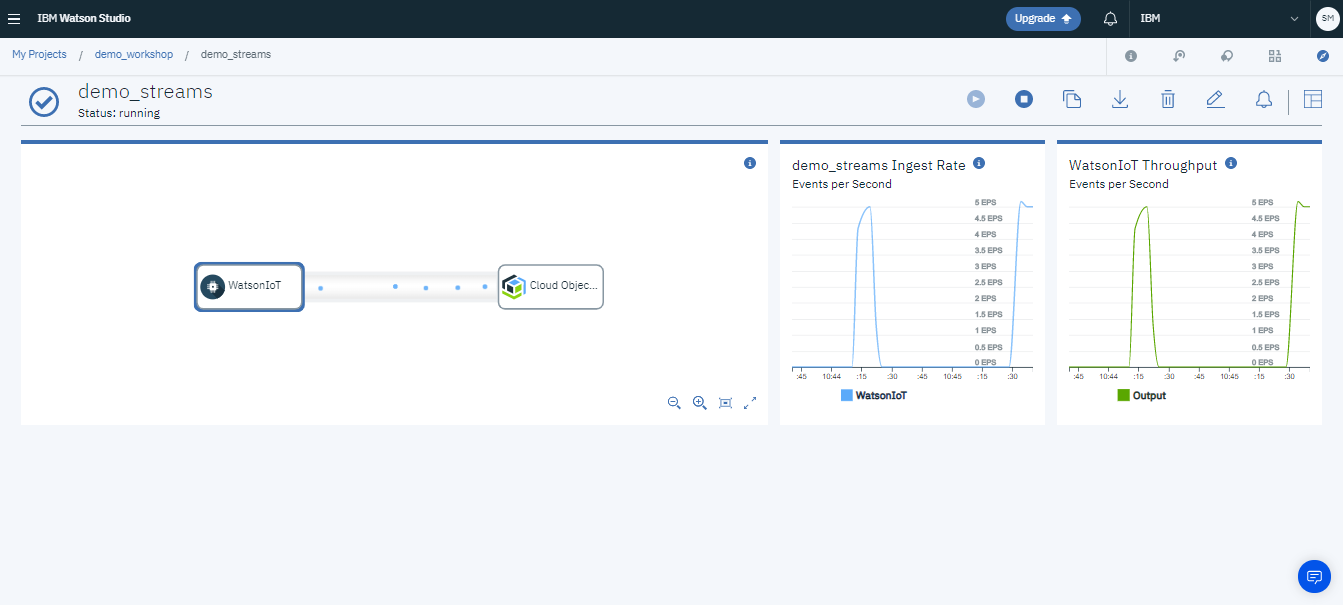 IBM Watson Studio
Upgrade
IBM
SM
My Projects / demo_workshop / demo_streams
demo_streams
Status: running
WatsonIoT
Cloud Objec...
demo_streams Ingest Rate
Events per Second
5 EPS
4.5 EPS
4 EPS
3.5 EPS
3 EPS
2.5 EPS
2 EPS
1.5 EPS
1 EPS
0.5 EPS
0 EPS
:45 10:44 :15 :30 :45 10:45 :15 :30
WatsonIoT
WatsonIoT Throughput
Events per Second
5 EPS
4.5 EPS
4 EPS
3.5 EPS
3 EPS
2.5 EPS
2 EPS
1.5 EPS
1 EPS
0.5 EPS
0 EPS
:45 10:44 :15 :30 :45 10:45 :15 :30
Output